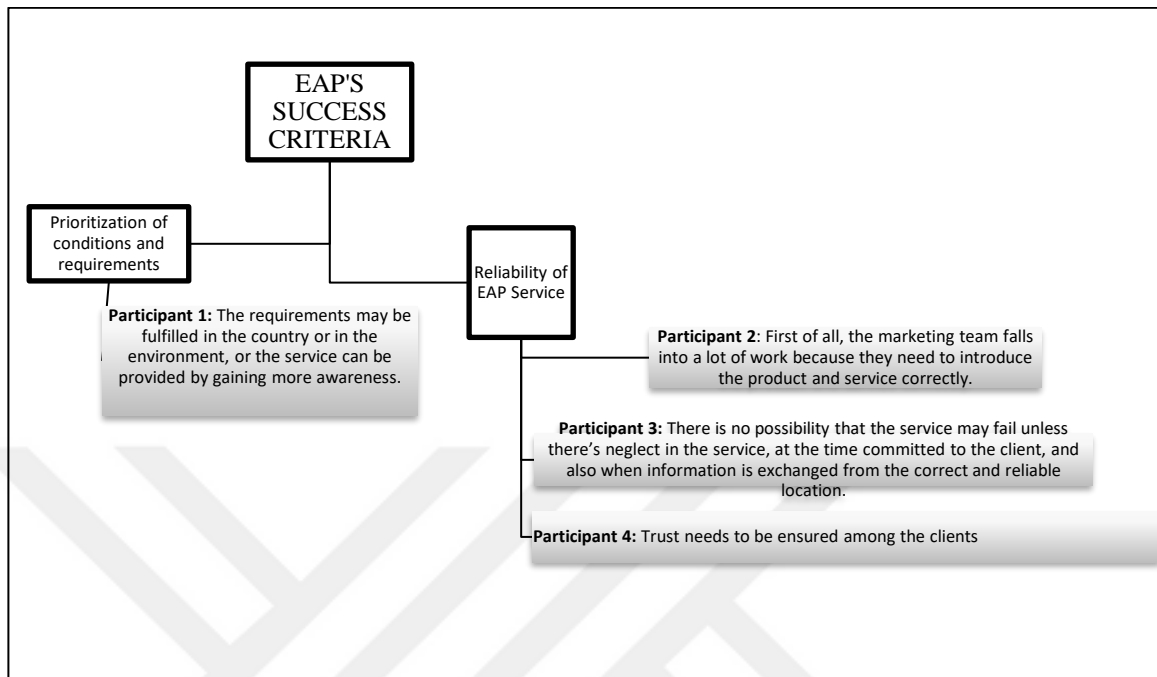 EAP'S
SUCCESS
CRITERIA
Prioritization of
conditions and
requirements
Reliability of
EAP Service
Participant 1: The requirements may be
fulfilled in the country or in the
environment, or the service can be
provided by gaining more awareness.
Participant 2: First of all, the marketing team falls
into a lot of work because they need to introduce
the product and service correctly.
Participant 3: There is no possibility that the service may fail unless
there’s neglect in the service, at the time committed to the client, and
also when information is exchanged from the correct and reliable
location.
Participant 4: Trust needs to be ensured among the clients